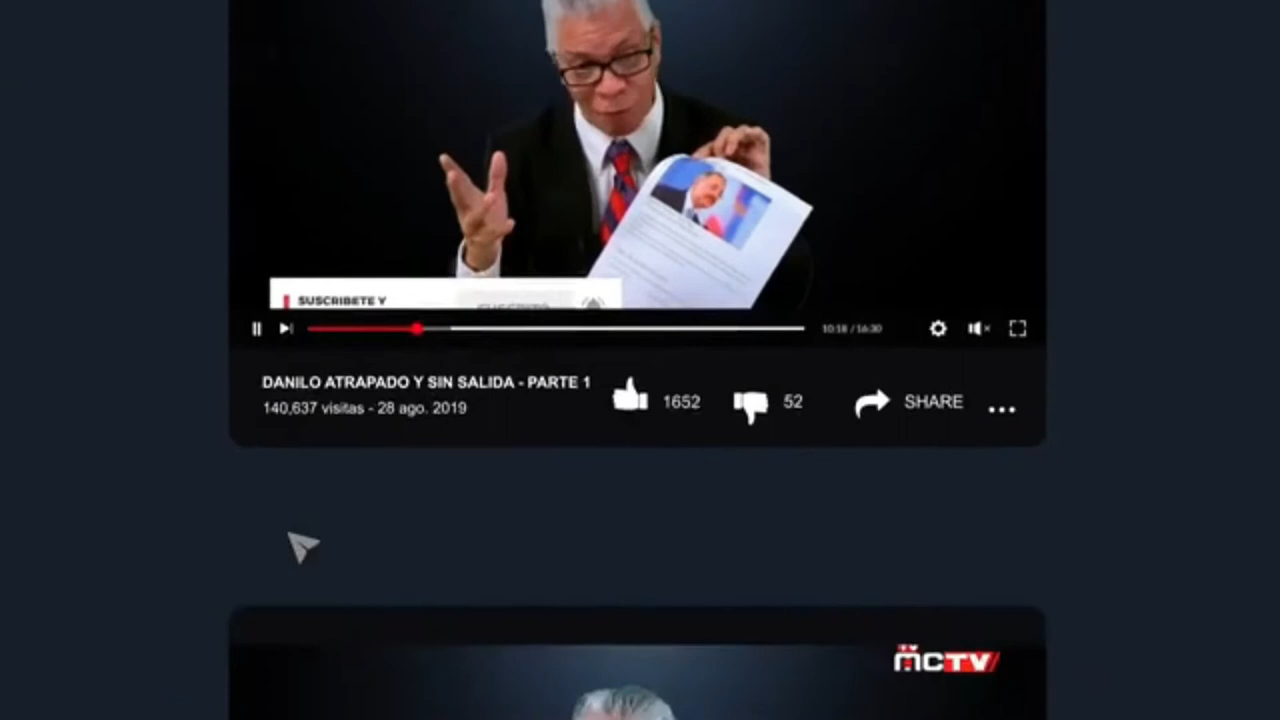 SUSCRIBETE Y
SUSCRITO
10:18 / 16:30
DANILO ATRAPADO Y SIN SALIDA - PARTE 1
140,637 visitas - 28 ago. 2019
1652
52
SHARE
MCTV